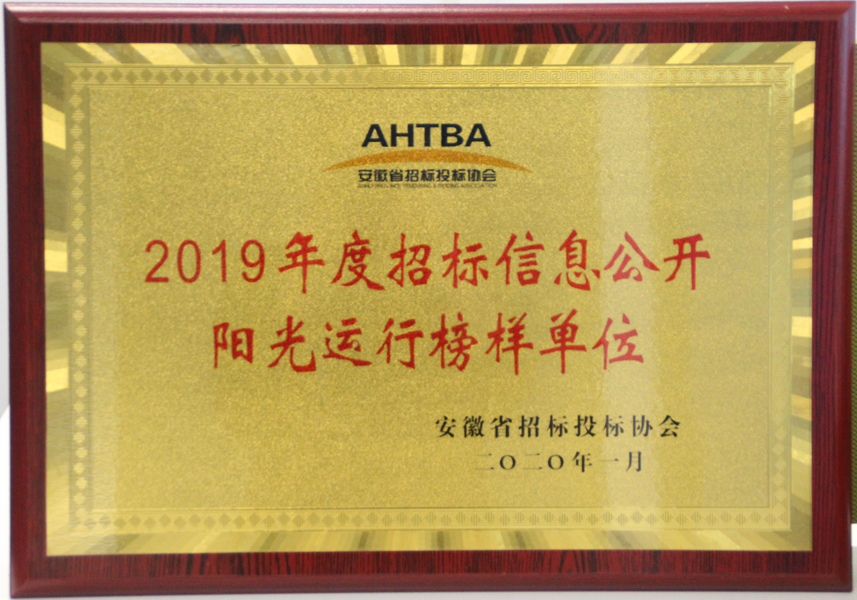 AHTBA
安徽省招标投标协会
2019年度招标信息公开
阳光运行榜样单位
安徽省招标投标协会
二〇二〇年一月